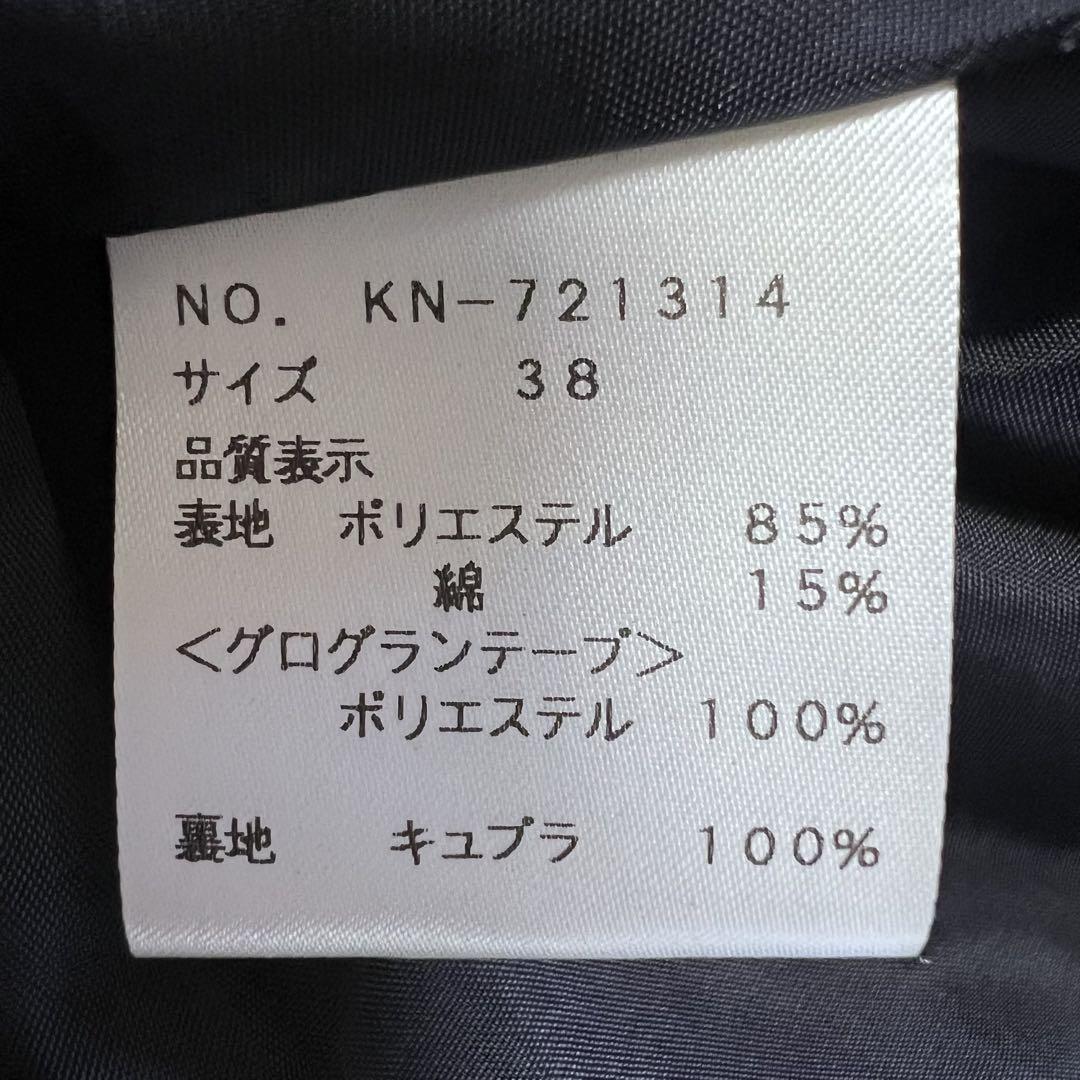 NO. KN-721314
サイズ 38
品質表示
表地 ポリエステル 85%
綿 15%
<グログランテープ>
ポリエステル 100%
裏地 キュプラ 100%